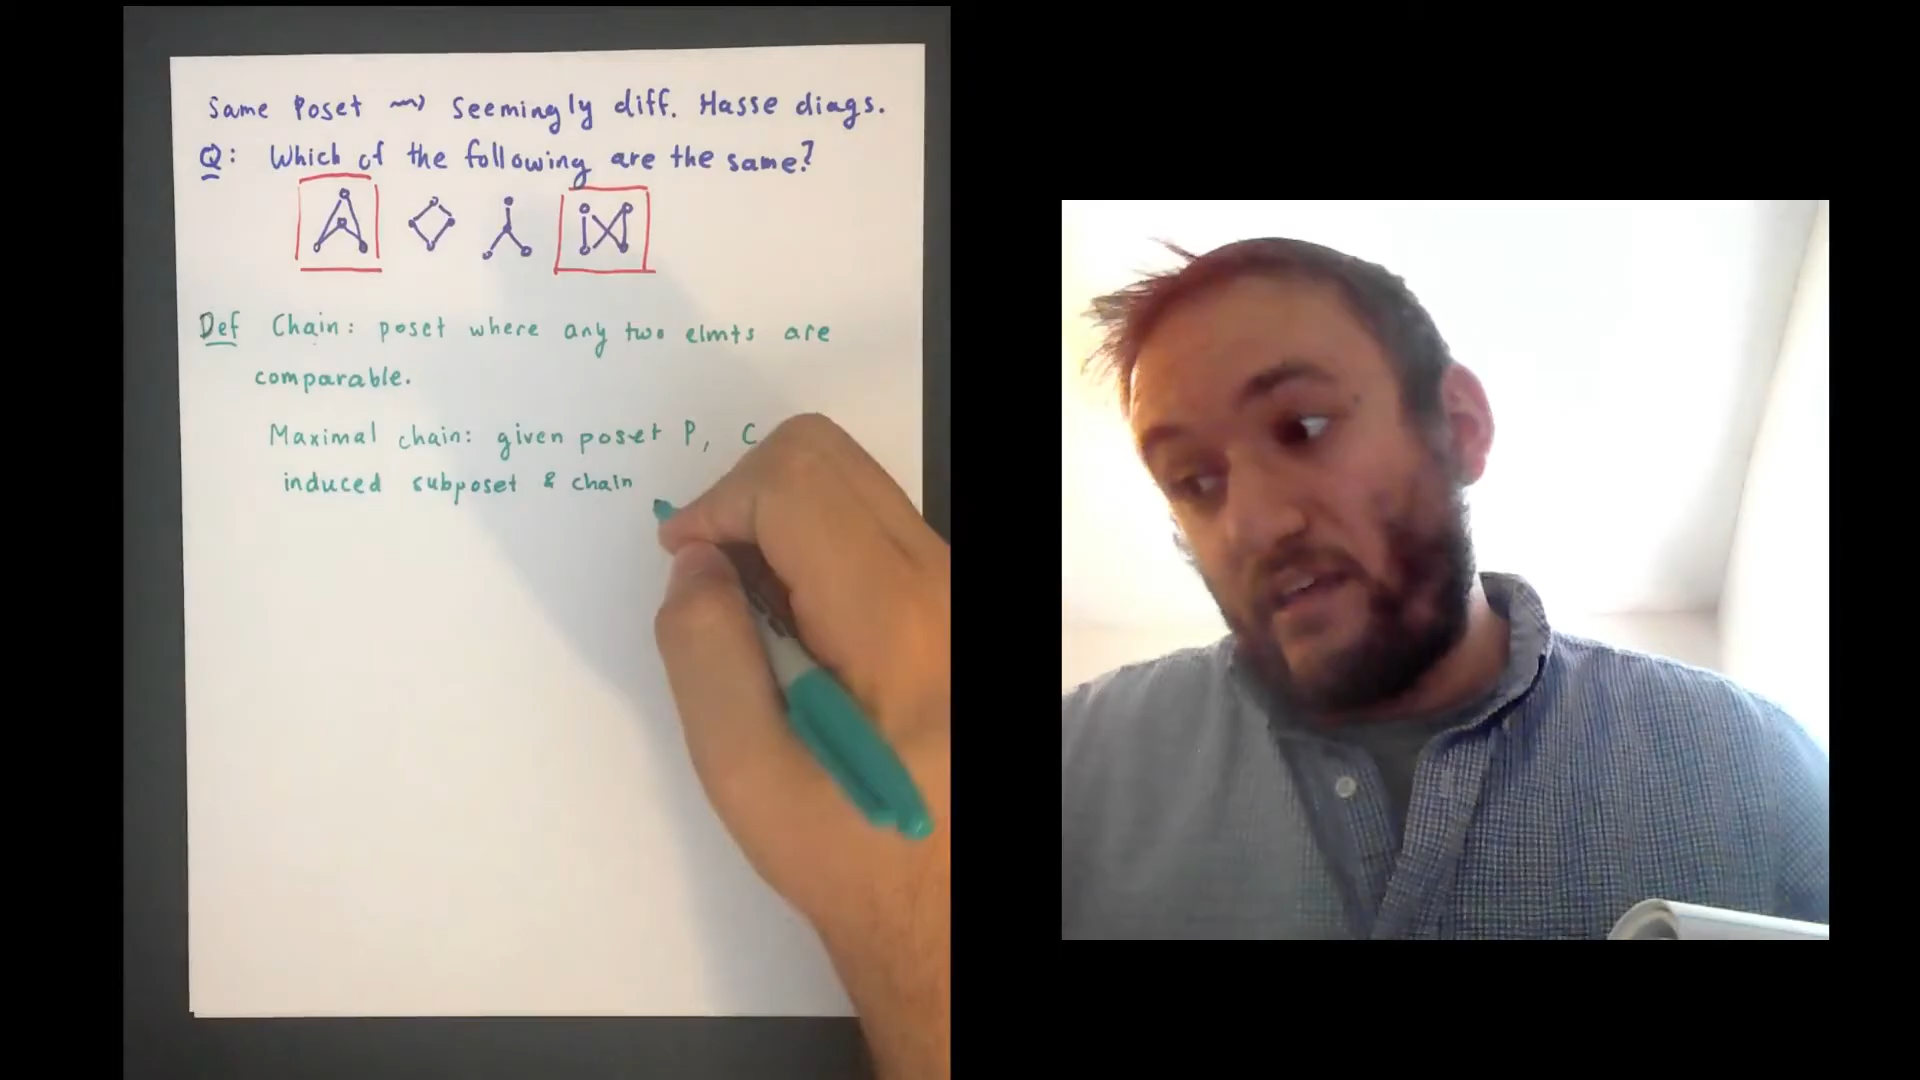 Same Poset ⇝ Seemingly diff. Hasse diags.
Q: Which of the following are the same?
Def Chain: poset where any two elmts are
comparable.
Maximal chain: given poset P, C
induced subposet & chain